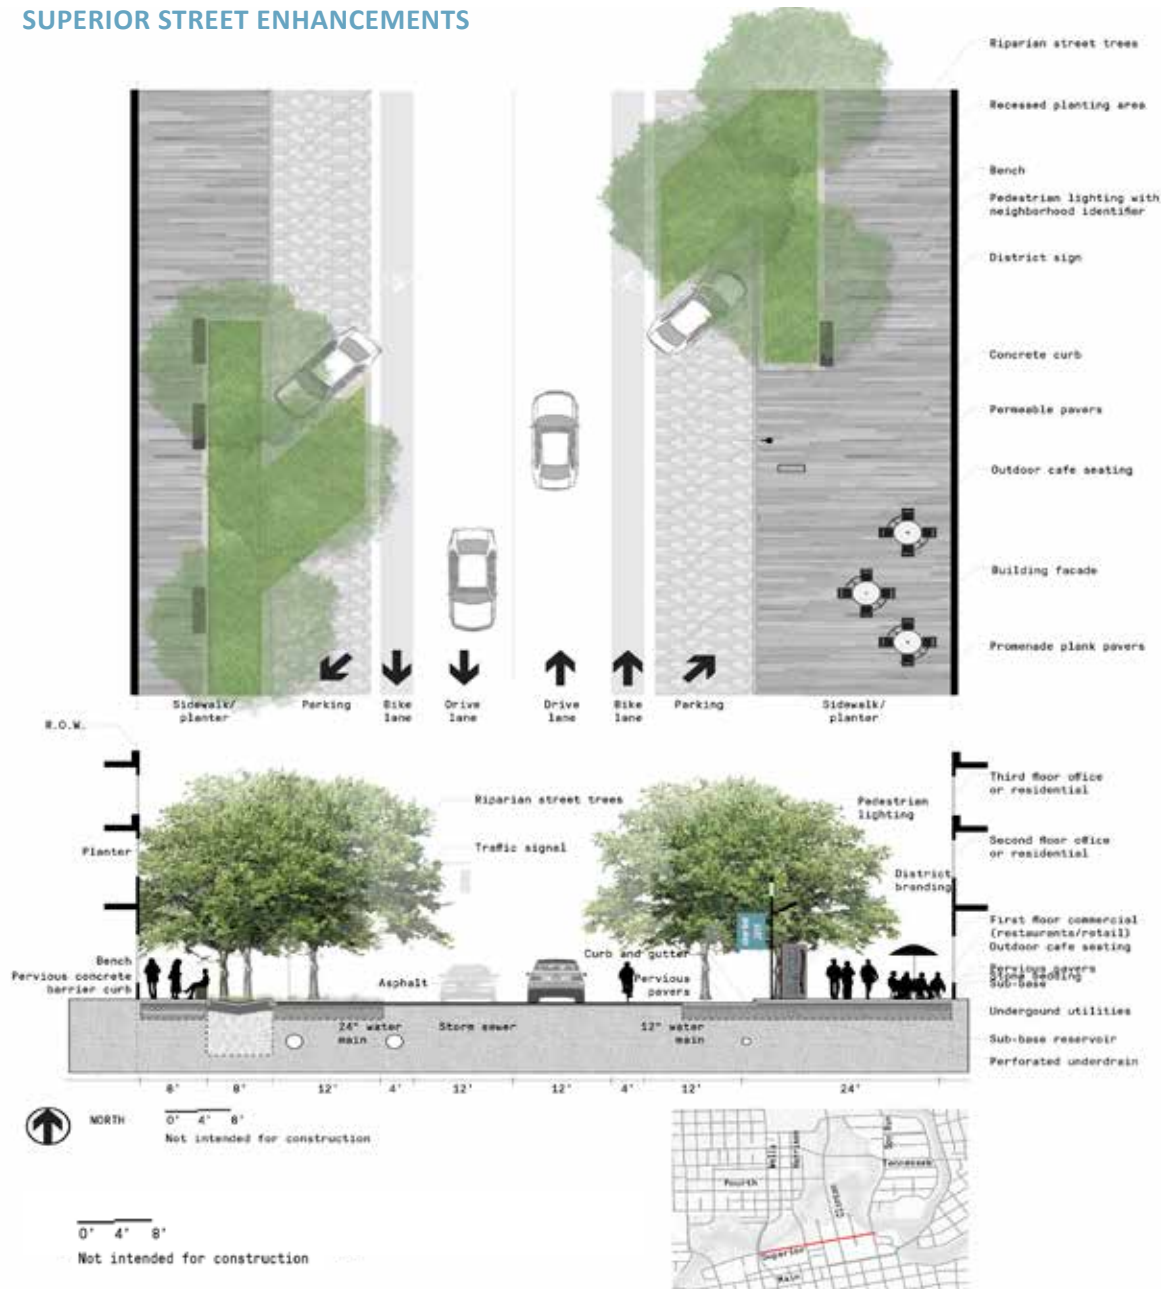 SUPERIOR STREET ENHANCEMENTS
Riparian street trees
Recessed planting area
Bench
Pedestrian lighting with
neighborhood identifier
District sign
Concrete curb
Permeable pavers
Outdoor cafe seating
Building facade
Promenade plank pavers
Sidewalk/
planter
Parking
Bike
lane
Drive
lane
Drive
lane
Bike
lane
Parking
Sidewalk/
planter
R.O.W.
Planter
Bench
Pervious concrete
barrier curb
Riparian street trees
Traffic signal
Asphalt
Curb and gutter
Pervious
pavers
Pedestrian
lighting
District
branding
Third floor office
or residential
Second floor office
or residential
First floor commercial
(restaurants/retail)
Outdoor cafe seating
Pervious pavers
Stone bedding
Sub-base
Undergound utilities
Sub-base reservoir
Perforated underdrain
24" water
main
Storm sewer
12" water
main
8' 8' 12' 4' 12' 12' 4' 12' 24'
NORTH
0' 4' 8'
Not intended for construction
0' 4' 8'
Not intended for construction
Wells
Harrison
Spy Run
Tennessee
Fourth
Clinton
Superior
Main